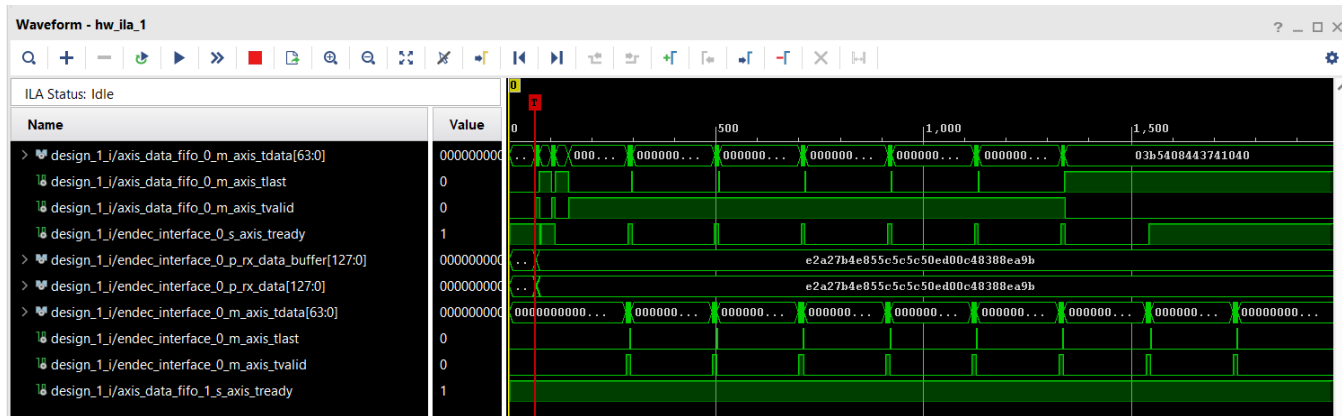 Waveform - hw_ila_1
? _ □ ×
ILA Status: Idle
Name Value
0
T
0 500 1,000 1,500
design_1_i/axis_data_fifo_0_m_axis_tdata[63:0] 000000000 .. 000... 000000... 000000... 000000... 000000... 000000... 03b5408443741040
design_1_i/axis_data_fifo_0_m_axis_tlast 0
design_1_i/axis_data_fifo_0_m_axis_tvalid 0
design_1_i/endec_interface_0_s_axis_tready 1
design_1_i/endec_interface_0_p_rx_data_buffer[127:0] 000000000 .. e2a27b4e855c5c5c50ed00c48388ea9b
design_1_i/endec_interface_0_p_rx_data[127:0] 000000000 .. e2a27b4e855c5c5c50ed00c48388ea9b
design_1_i/endec_interface_0_m_axis_tdata[63:0] 000000000 0000000000... 000000... 000000... 000000... 000000... 000000... 000000... 000000... 00000000...
design_1_i/endec_interface_0_m_axis_tlast 0
design_1_i/endec_interface_0_m_axis_tvalid 0
design_1_i/axis_data_fifo_1_s_axis_tready 1